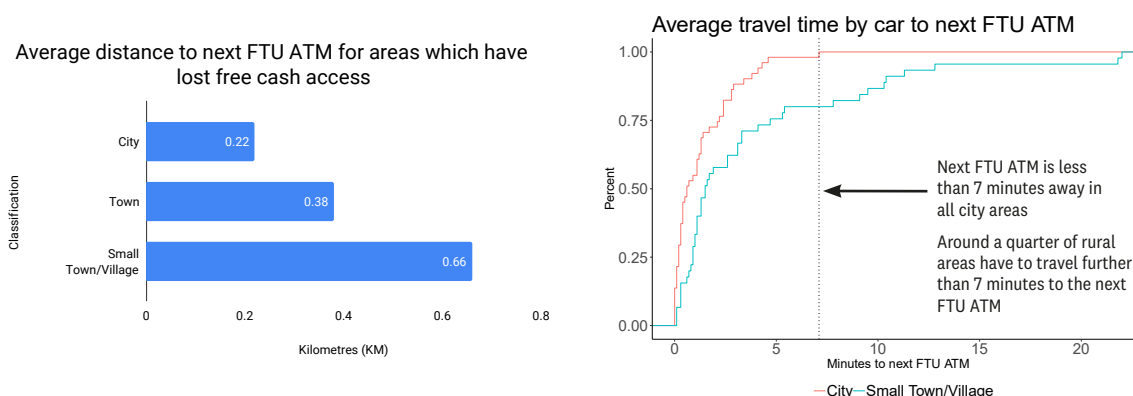 Average distance to next FTU ATM for areas which have
lost free cash access
Classification
City
0.22
Town
0.38
Small
Town/Village
0.66
0
0.2
0.4
0.6
0.8
Kilometres (KM)
Average travel time by car to next FTU ATM
Percent
1.00
0.75
0.50
0.25
0.00
Next FTU ATM is less
than 7 minutes away in
all city areas
Around a quarter of rural
areas have to travel further
than 7 minutes to the next
FTU ATM
0
5
10
15
20
Minutes to next FTU ATM
City
Small Town/Village